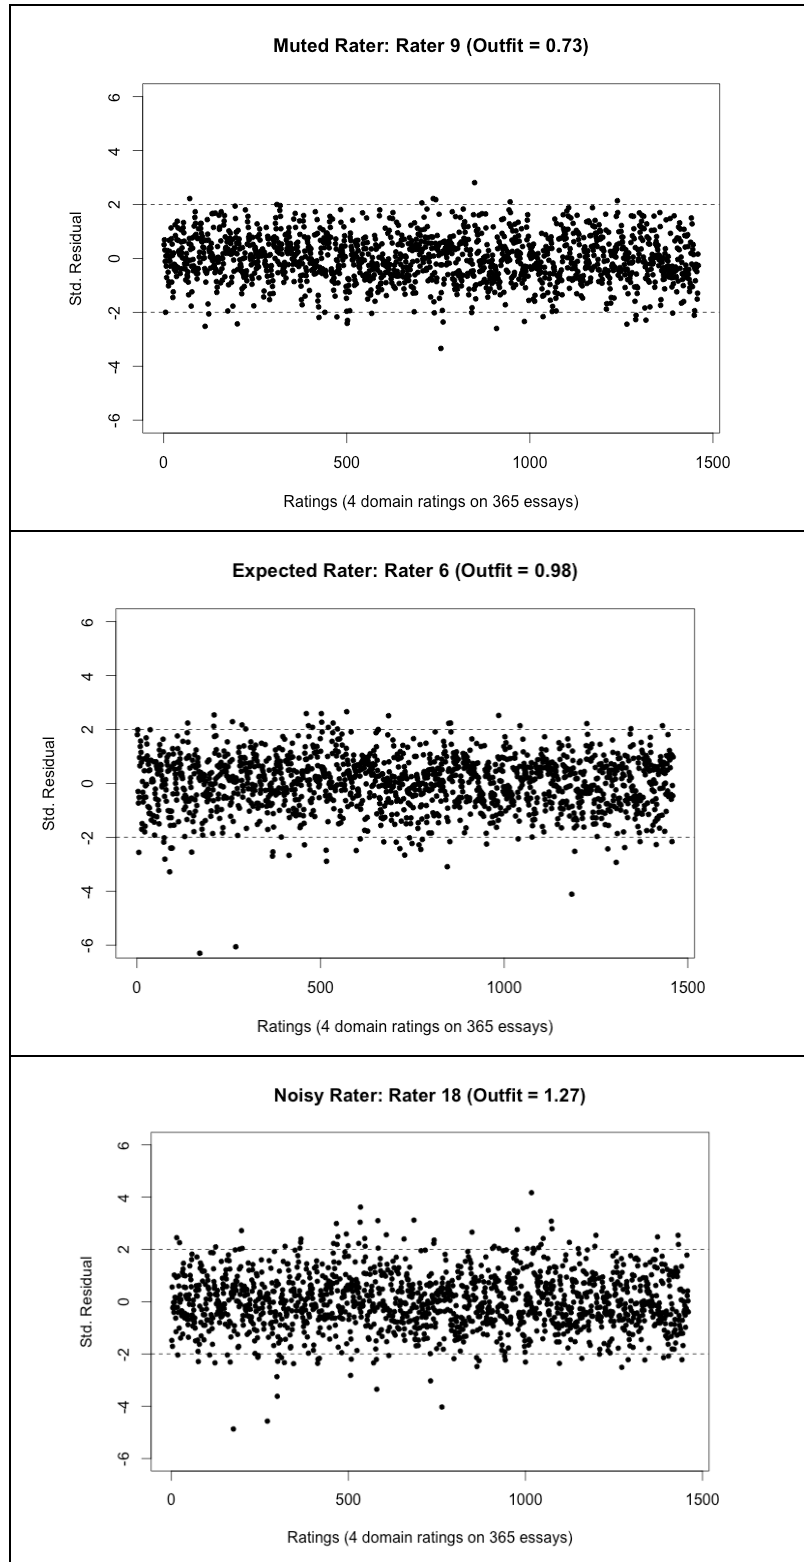 Muted Rater: Rater 9 (Outfit = 0.73)
6
4
2
0
-2
-4
-6
Std. Residual
0 500 1000 1500
Ratings (4 domain ratings on 365 essays)
Expected Rater: Rater 6 (Outfit = 0.98)
6
4
2
0
-2
-4
-6
Std. Residual
0 500 1000 1500
Ratings (4 domain ratings on 365 essays)
Noisy Rater: Rater 18 (Outfit = 1.27)
6
4
2
0
-2
-4
-6
Std. Residual
0 500 1000 1500
Ratings (4 domain ratings on 365 essays)